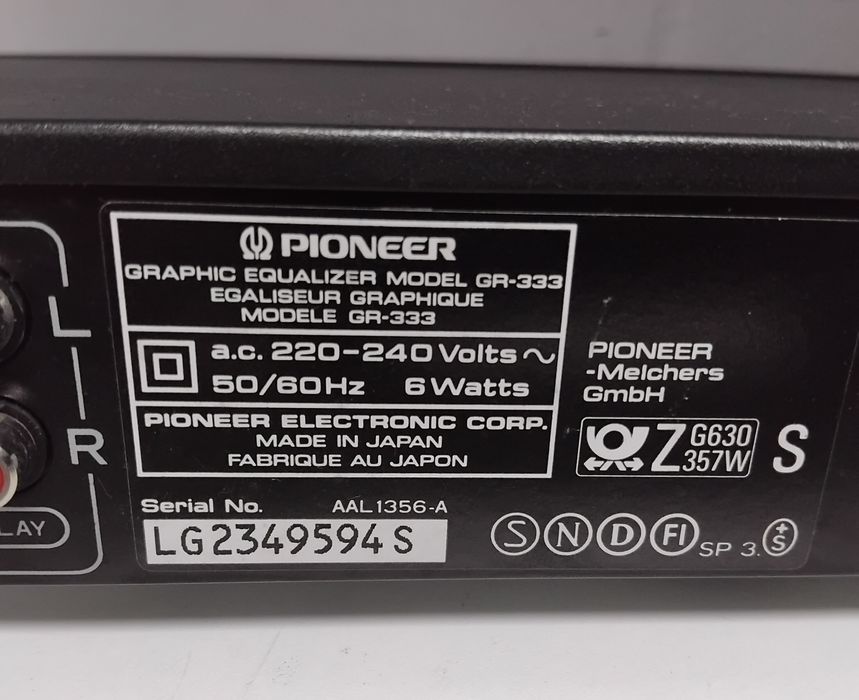 PIONEER
GRAPHIC EQUALIZER MODEL GR-333
EGALISEUR GRAPHIQUE
MODELE GR-333
a.c. 220-240 Volts ~
50/60Hz 6 Watts
PIONEER ELECTRONIC CORP.
MADE IN JAPAN
FABRIQUE AU JAPON
Serial No. AAL1356-A
LG2349594S
PIONEER
-Melchers
GmbH
Z G630
357W
S
S N D FI SP 3. +S
L
R
LAY